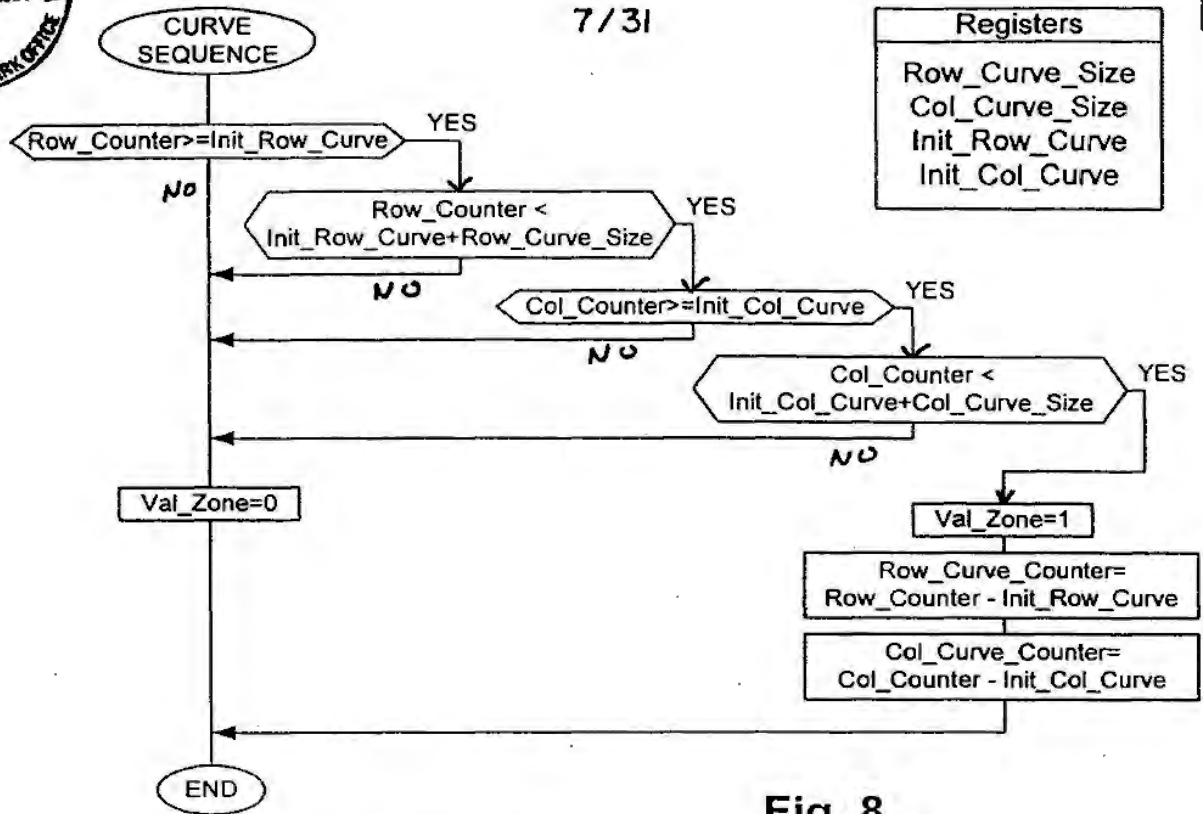 7/31
CURVE
SEQUENCE
Registers
Row_Curve_Size
Col_Curve_Size
Init_Row_Curve
Init_Col_Curve
Row_Counter>=Init_Row_Curve
YES
NO
Row_Counter <
Init_Row_Curve+Row_Curve_Size
YES
NO
Col_Counter>=Init_Col_Curve
YES
NO
Col_Counter <
Init_Col_Curve+Col_Curve_Size
YES
NO
Val_Zone=0
Val_Zone=1
Row_Curve_Counter=
Row_Counter - Init_Row_Curve
Col_Curve_Counter=
Col_Counter - Init_Col_Curve
END
Fig. 8